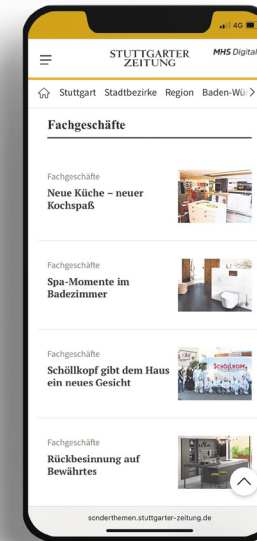 4G
STUTTGARTER
ZEITUNG
MHS Digital
Stuttgart Stadtbezirke Region Baden-Wü
Fachgeschäfte
Fachgeschäfte
Neue Küche – neuer
Kochspaß
Fachgeschäfte
Spa-Momente im
Badezimmer
Fachgeschäfte
Schöllkopf gibt dem Haus
ein neues Gesicht
SCHÖLLKOPF
Fachgeschäfte
Rückbesinnung auf
Bewährtes
sonderthemen.stuttgarter-zeitung.de